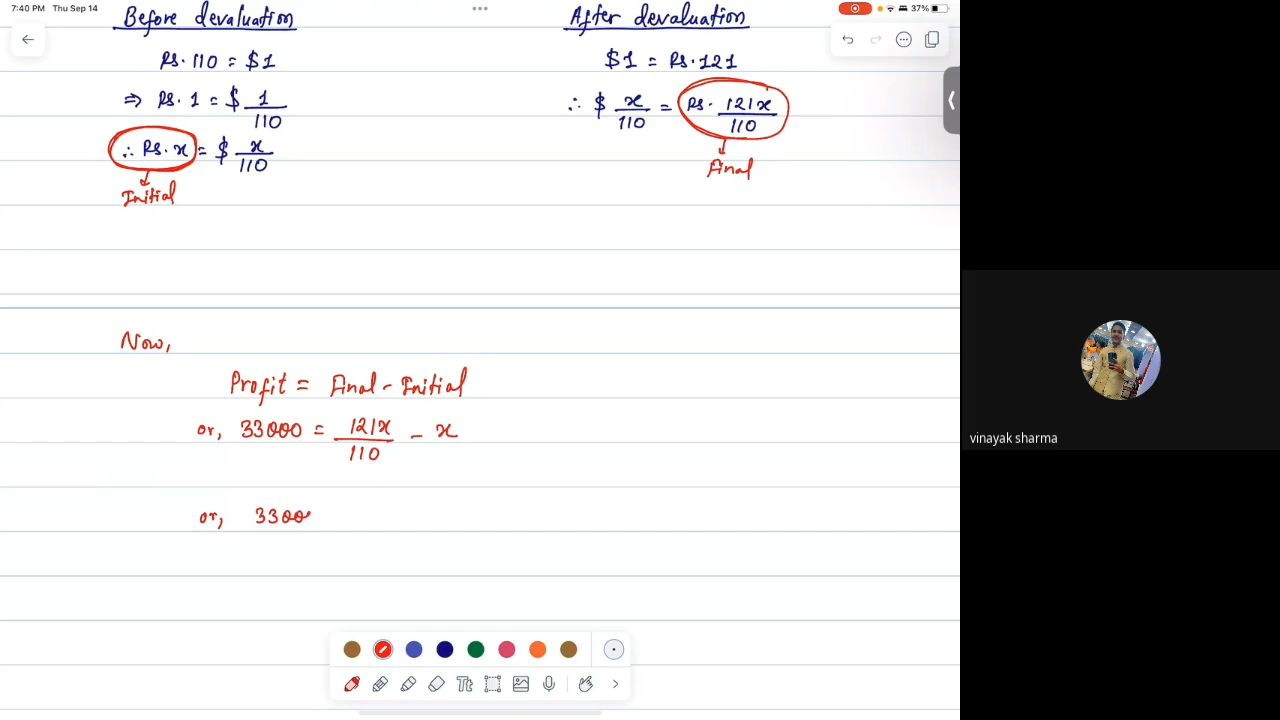 7:40 PM Thu Sep 14
37%
Before devaluation
Rs. 110 = $1
⇒ Rs. 1 = $ 1/110
∴ Rs. x = $ x/110
Initial
After devaluation
$1 = Rs. 121
∴ $ x/110 = Rs. 121x/110
Final
Now,
Profit = Final - Initial
or, 33000 = 121x/110 - x
or, 3300
Tt
vinayak sharma